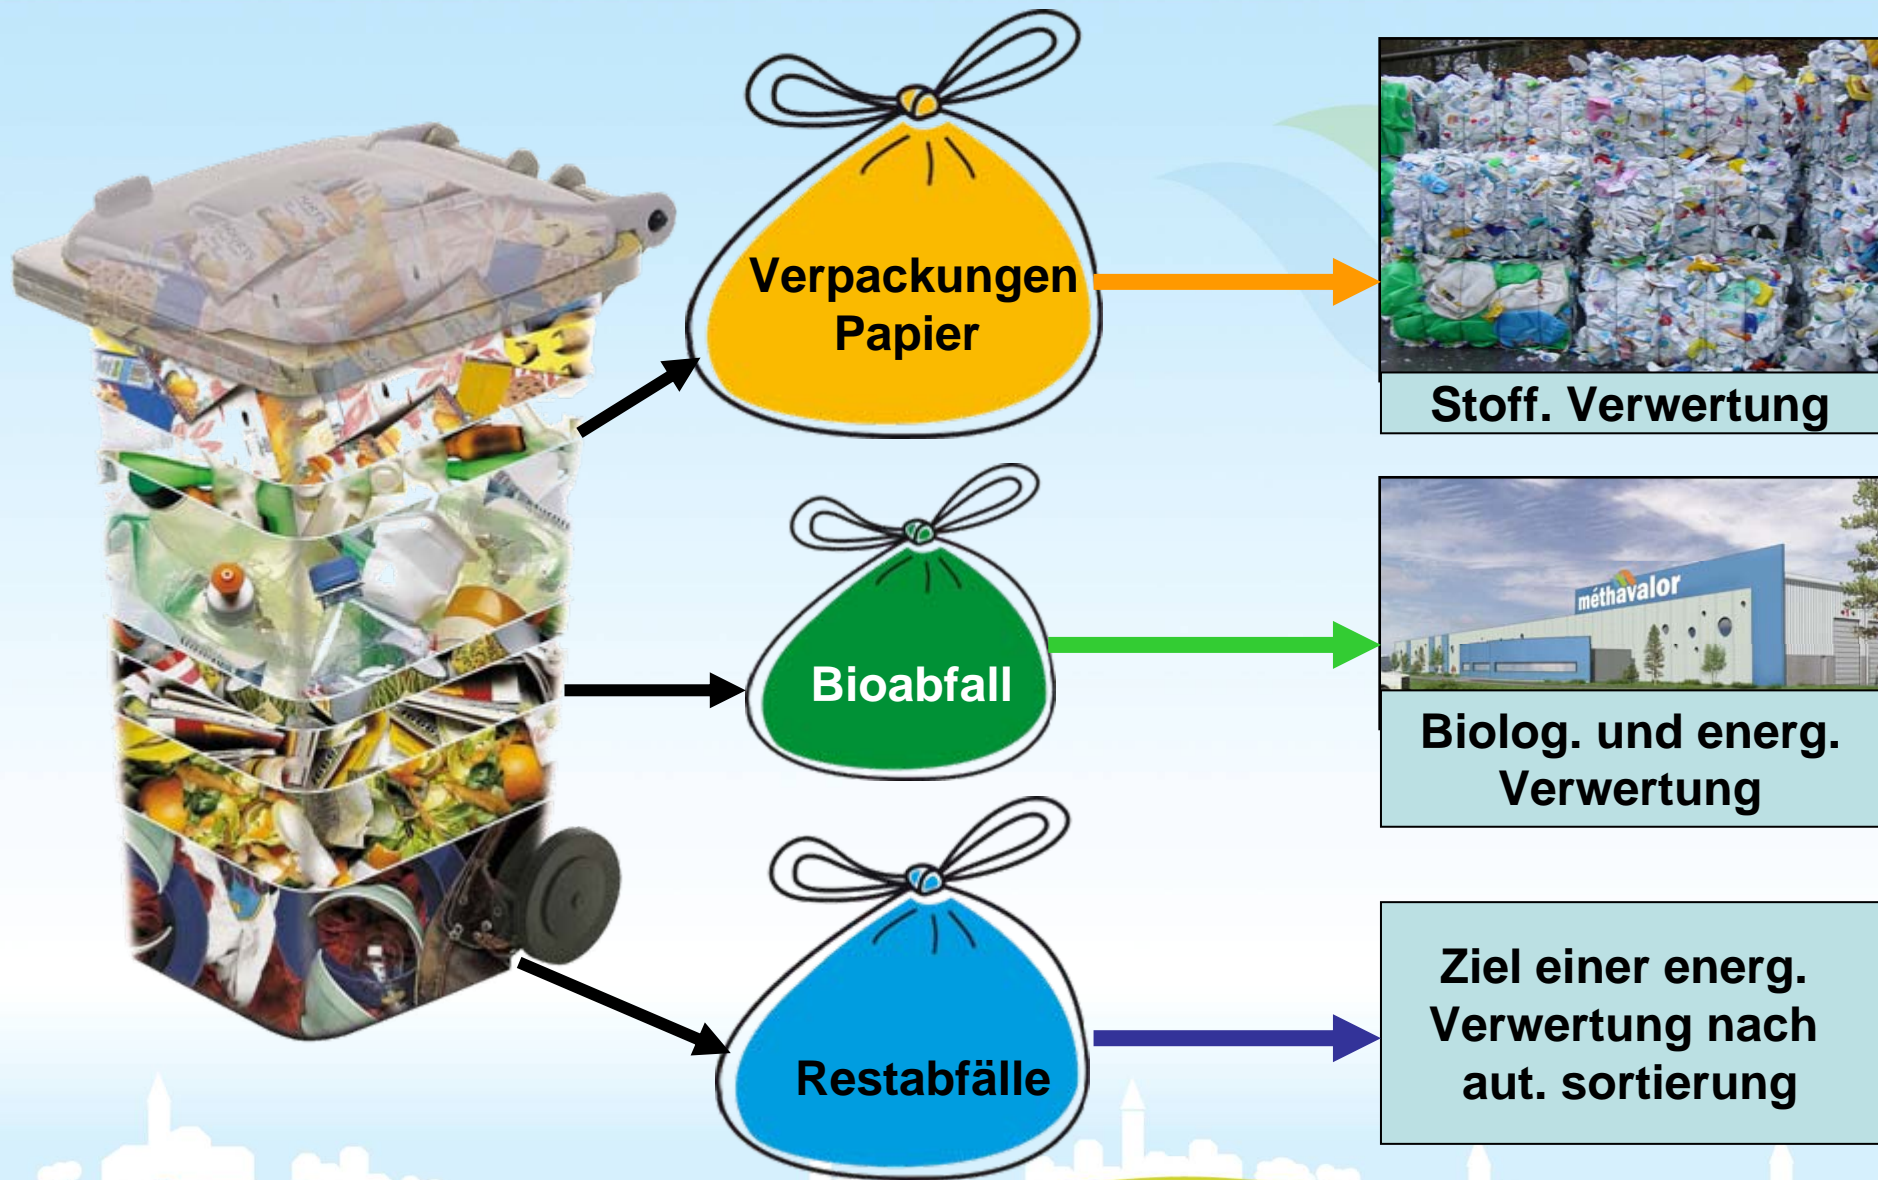 Verpackungen
Papier
Stoff. Verwertung
méthavalor
Bioabfall
Biolog. und energ.
Verwertung
Restabfälle
Ziel einer energ.
Verwertung nach
aut. sortierung